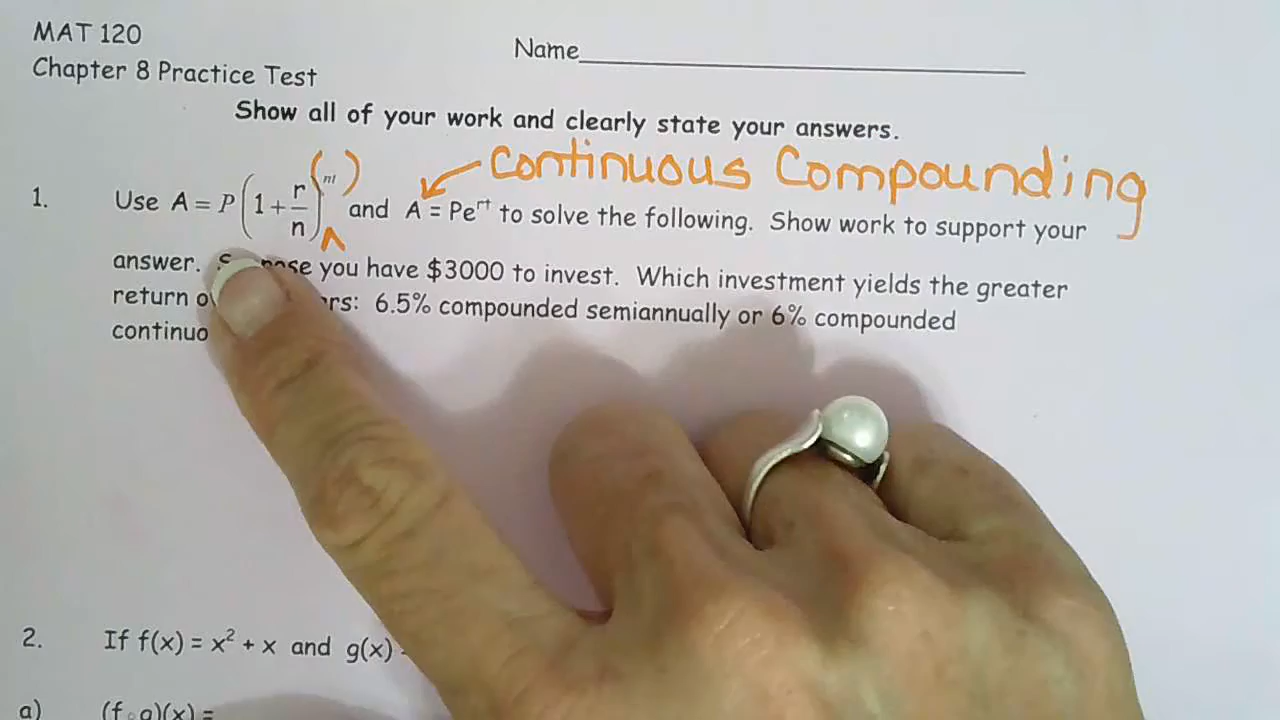 MAT 120
Name
Chapter 8 Practice Test
Show all of your work and clearly state your answers.
Continuous Compounding
1. Use A = P(1 + r/n)^( nt ) and A = Pe^rt to solve the following. Show work to support your
answer. you have $3000 to invest. Which investment yields the greater
return 6.5% compounded semiannually or 6% compounded
2. If f(x) = x² + x and g(x)
a) (f∘g)(x) =